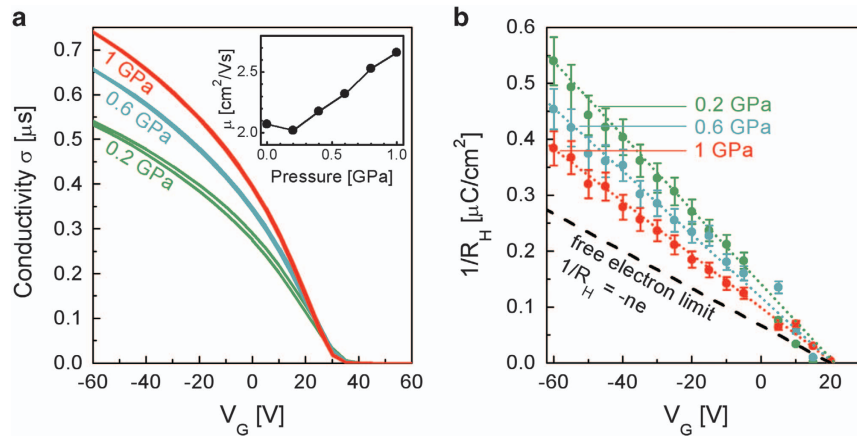 a
Conductivity σ [μs]
0.7
0.6
0.5
0.4
0.3
0.2
0.1
0.0
-60 -40 -20 0 20 40 60
V_G [V]
1 GPa
0.6 GPa
0.2 GPa
μ [cm²/Vs]
2.5
2.0
0.0 0.5 1.0
Pressure [GPa]
b
1/R_H [μC/cm²]
0.6
0.5
0.4
0.3
0.2
0.1
0.0
-60 -40 -20 0 20
V_G [V]
0.2 GPa
0.6 GPa
1 GPa
free electron limit
1/R_H = -ne